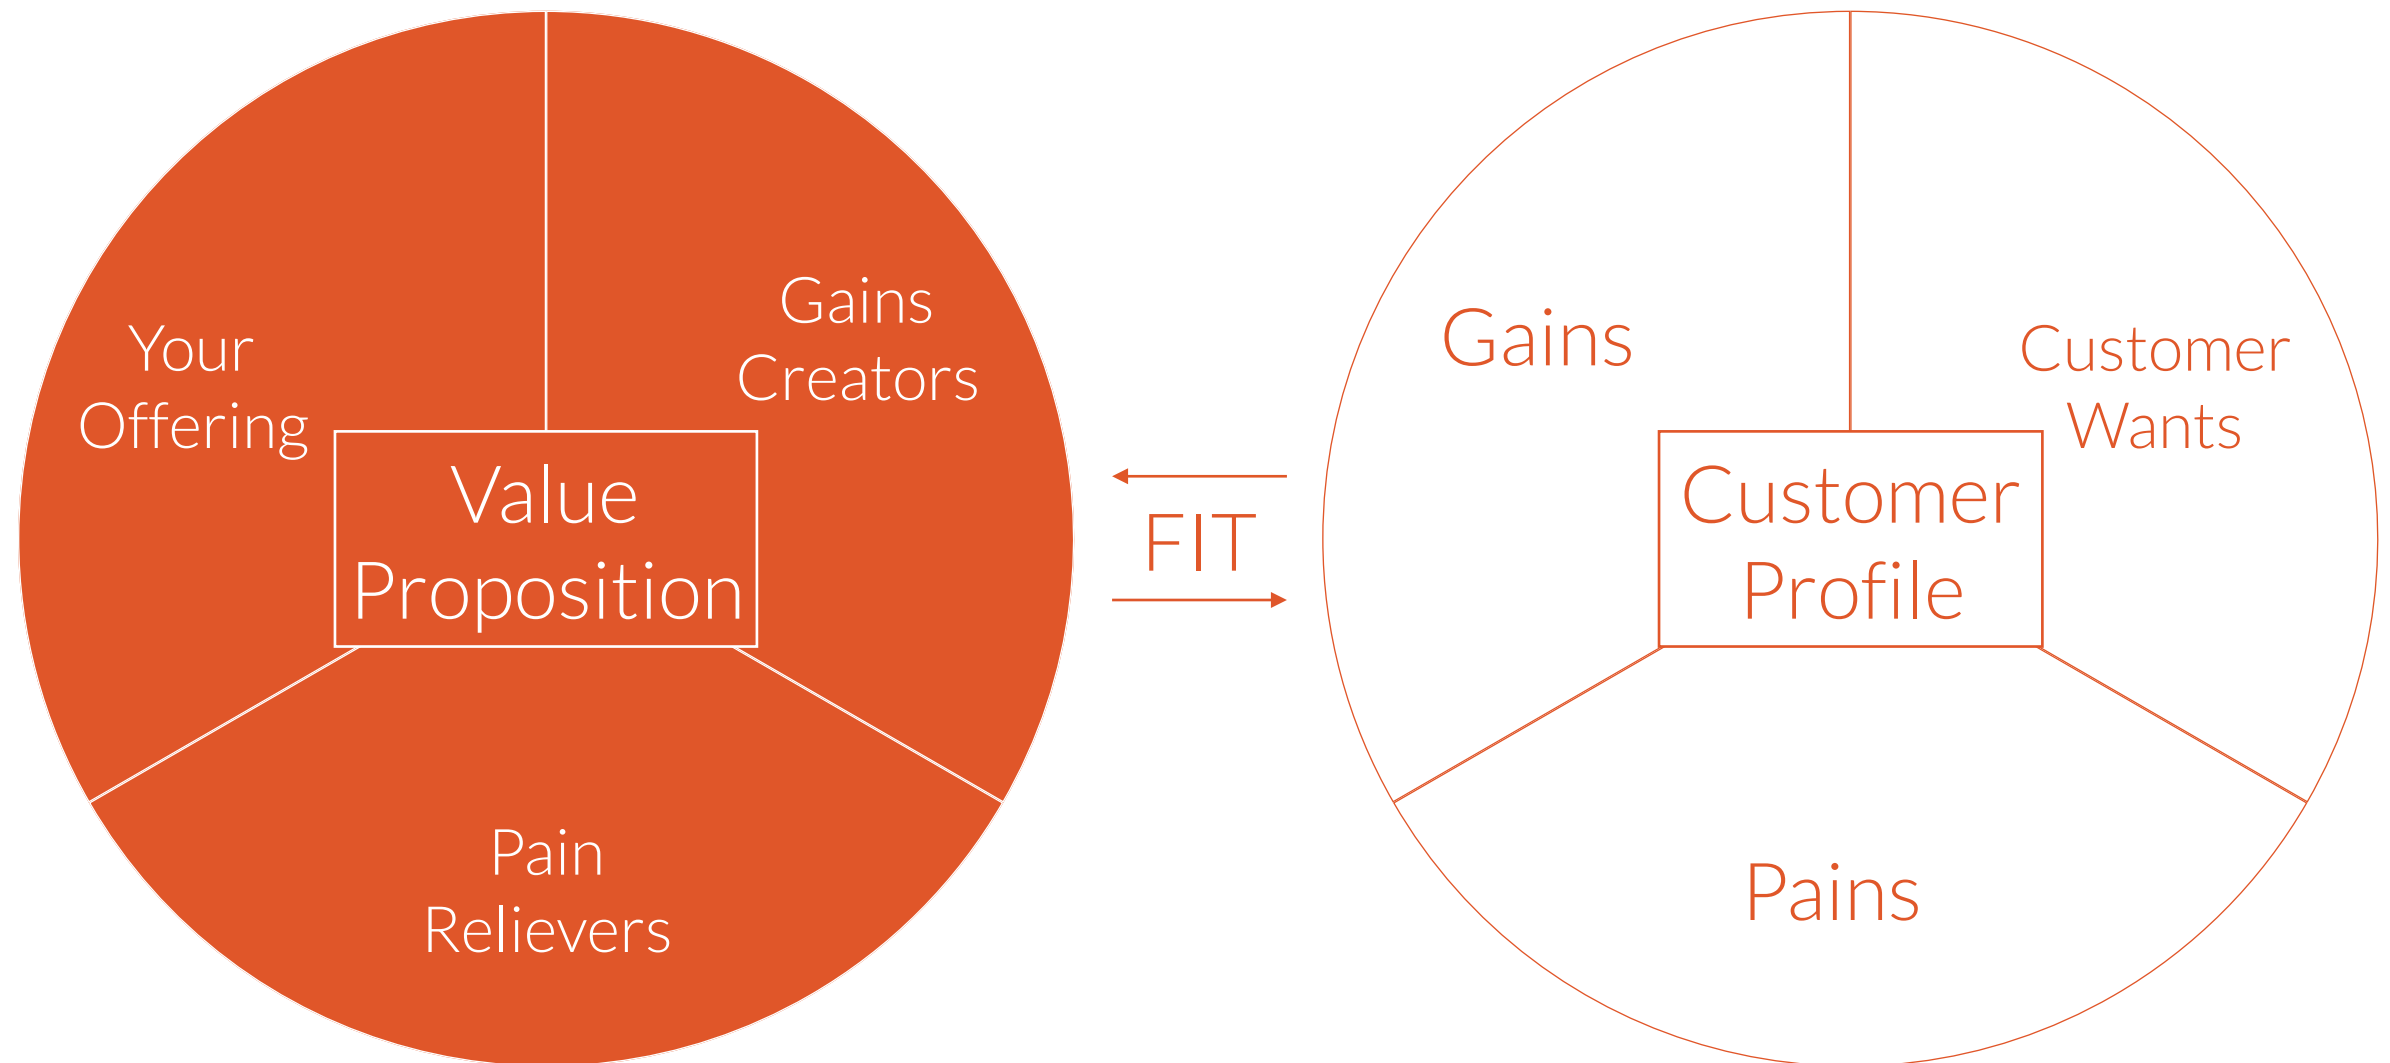 Your
Offering
Gains
Creators
Value
Proposition
Pain
Relievers
FIT
Gains
Customer
Wants
Customer
Profile
Pains